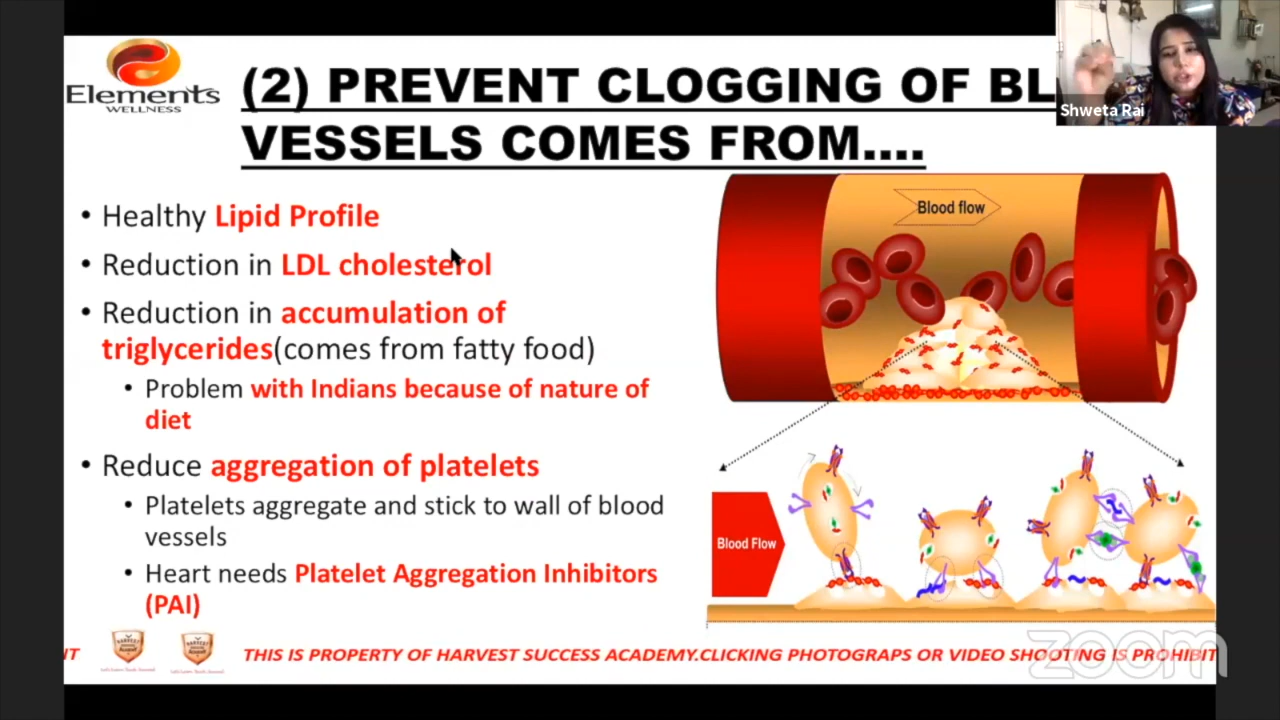 Elements
WELLNESS
(2) PREVENT CLOGGING OF BL
VESSELS COMES FROM....
Shweta Rai
• Healthy Lipid Profile
• Reduction in LDL cholesterol
• Reduction in accumulation of
triglycerides(comes from fatty food)
• Problem with Indians because of nature of
diet
• Reduce aggregation of platelets
• Platelets aggregate and stick to wall of blood
vessels
• Heart needs Platelet Aggregation Inhibitors
(PAI)
Blood flow
Blood Flow
HARVEST
HARVEST
THIS IS PROPERTY OF HARVEST SUCCESS ACADEMY.CLICKING PHOTOGRAPS OR VIDEO SHOOTING IS PROHIBIT
zoom